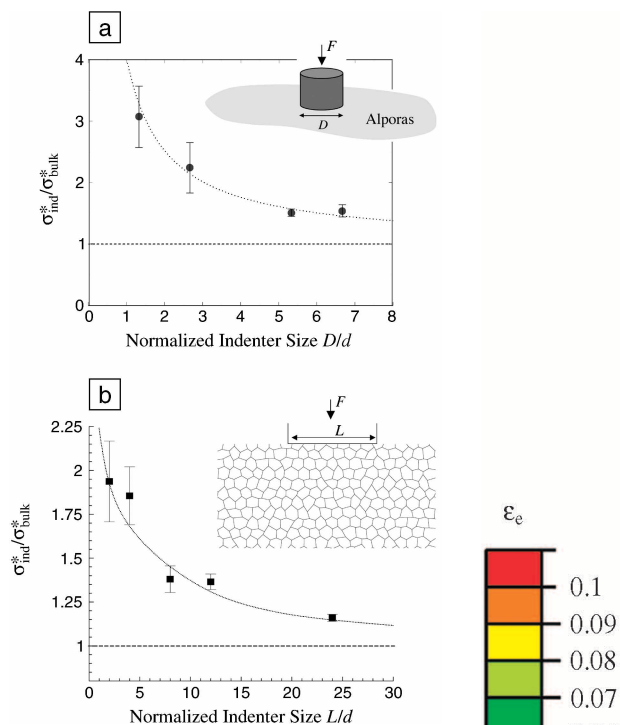 a
F
D
Alporas
4
3
2
1
0
σ*ind/σ*bulk
0 1 2 3 4 5 6 7 8
Normalized Indenter Size D/d
b
F
L
2.25
2
1.75
1.5
1.25
1
σ*ind/σ*bulk
0 5 10 15 20 25 30
Normalized Indenter Size L/d
εe
0.1
0.09
0.08
0.07